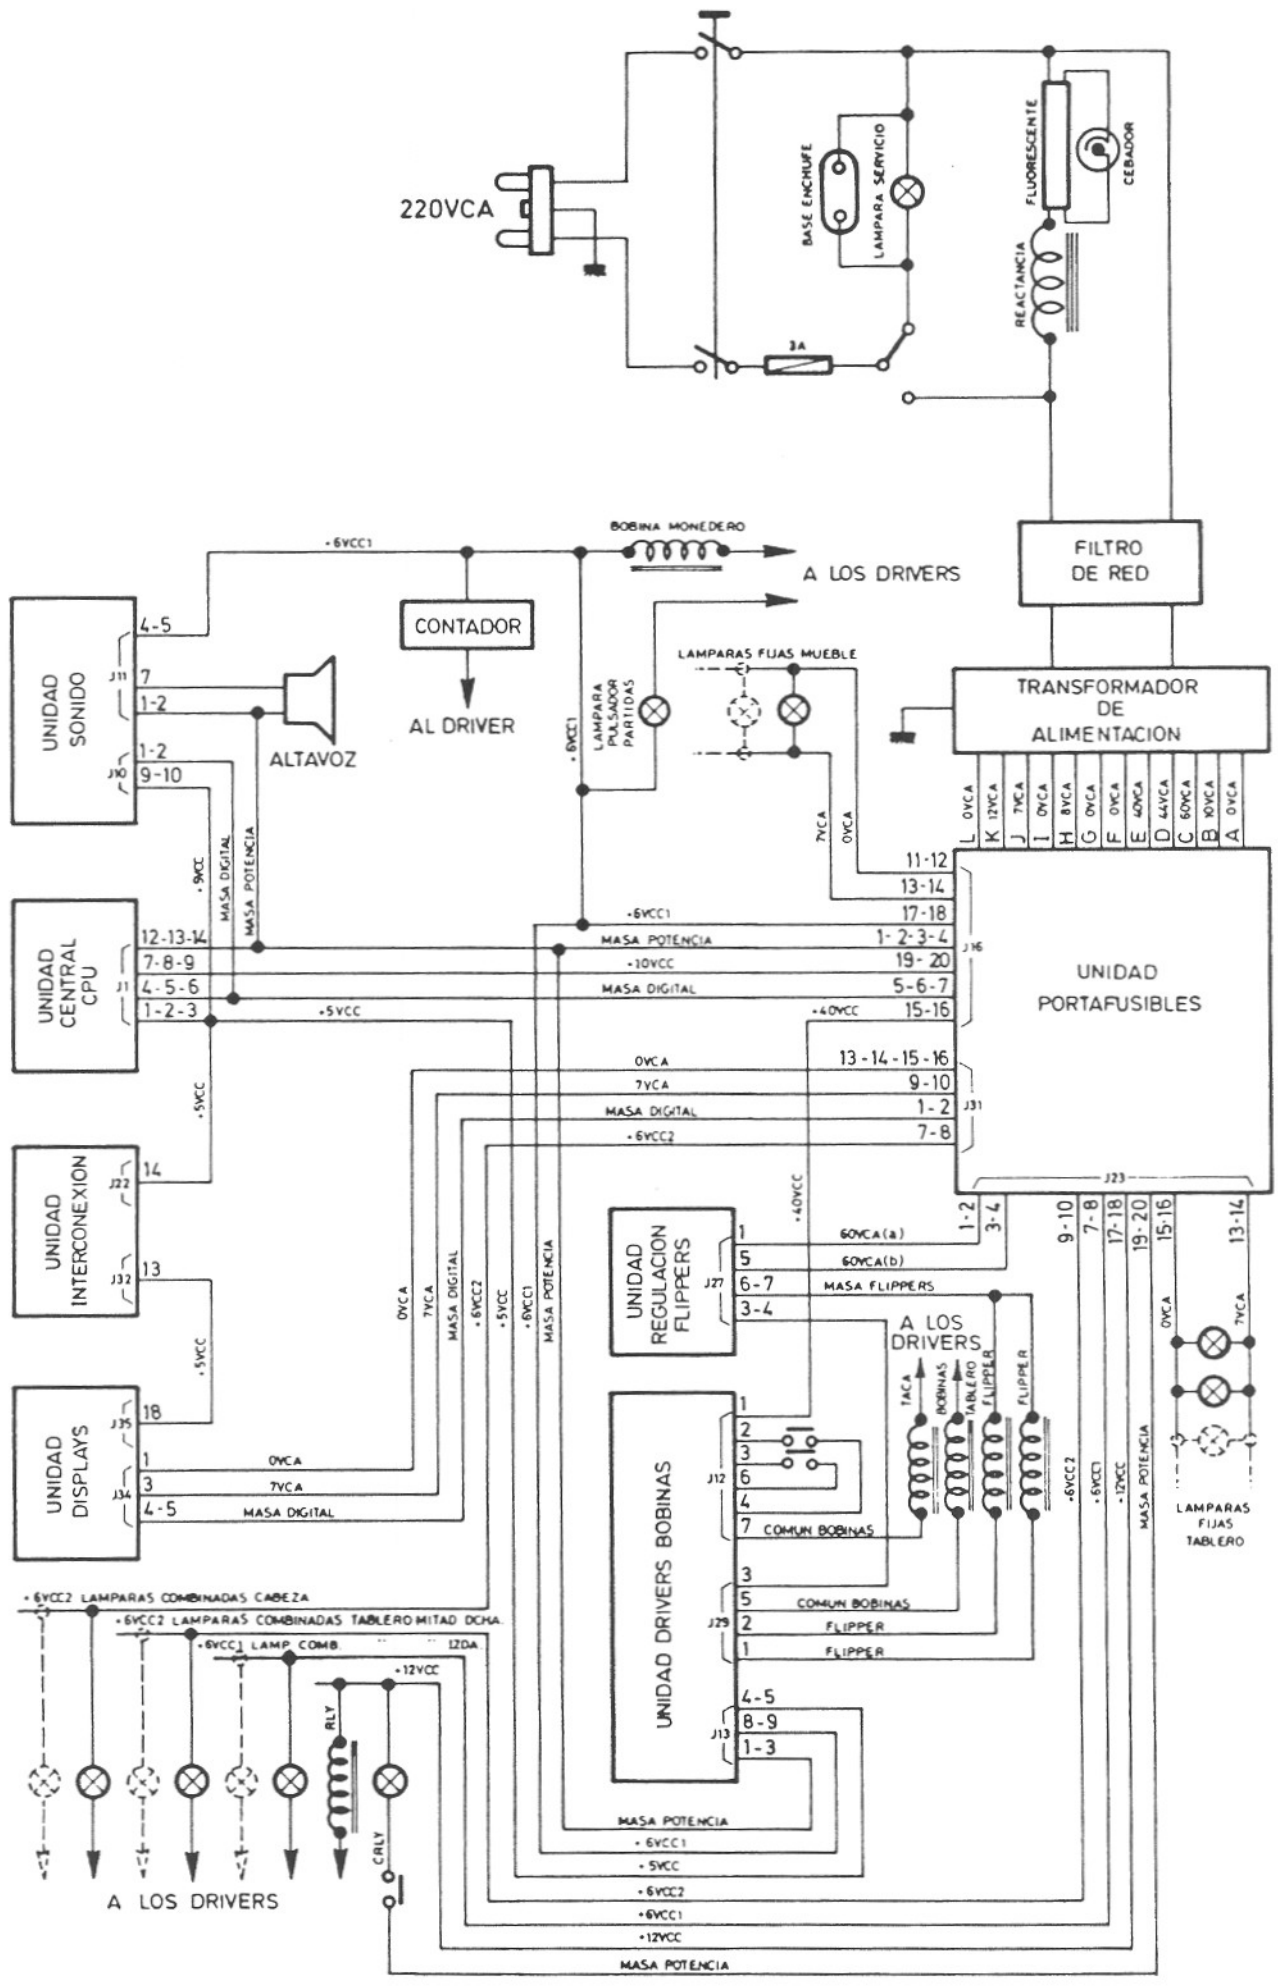 220VCA
BASE ENCHUFE
LAMPARA SERVICIO
FLUORESCENTE
CEBADOR
REACTANCIA
3A
FILTRO
DE RED
BOBINA MONEDERO
+6VCC1
A LOS DRIVERS
CONTADOR
AL DRIVER
UNIDAD
SONIDO
4-5
J11
7
1-2
J10
1-2
9-10
ALTAVOZ
+6VCC1
LAMPARA
PULSADOR
PARTIDAS
LAMPARAS FIJAS MUEBLE
7VCA
0VCA
TRANSFORMADOR
DE
ALIMENTACION
L 0VCA
K 12VCA
J 7VCA
I 0VCA
H 8VCA
G 0VCA
F 0VCA
E 40VCA
D 44VCA
C 60VCA
B 10VCA
A 0VCA
+9VCC
MASA DIGITAL
MASA POTENCIA
UNIDAD
CENTRAL
CPU
J1
12-13-14
7-8-9
4-5-6
1-2-3
+6VCC1
MASA POTENCIA
+10VCC
MASA DIGITAL
+5VCC
+40VCC
11-12
13-14
17-18
1-2-3-4
19-20
5-6-7
15-16
J16
UNIDAD
PORTAFUSIBLES
0VCA
7VCA
MASA DIGITAL
+6VCC2
13-14-15-16
9-10
1-2
7-8
J31
J23
1-2
3-4
9-10
7-8
17-18
19-20
15-16
13-14
+5VCC
UNIDAD
INTERCONEXION
J22
14
J32
13
+5VCC
0VCA
7VCA
MASA DIGITAL
+6VCC2
+5VCC
+6VCC1
MASA POTENCIA
+40VCC
UNIDAD
REGULACION
FLIPPERS
J27
1
5
6-7
3-4
60VCA(a)
60VCA(b)
MASA FLIPPERS
A LOS
DRIVERS
TACA
BOBINAS
TABLERO
FLIPPER
FLIPPER
0VCA
7VCA
LAMPARAS
FIJAS
TABLERO
UNIDAD
DISPLAYS
J35
18
J34
1
3
4-5
0VCA
7VCA
MASA DIGITAL
UNIDAD DRIVERS BOBINAS
J12
1
2
3
6
4
7
COMUN BOBINAS
J29
3
5
2
1
COMUN BOBINAS
FLIPPER
FLIPPER
J13
4-5
8-9
1-3
+6VCC2
+6VCC1
+12VCC
MASA POTENCIA
+6VCC2 LAMPARAS COMBINADAS CABEZA
+6VCC2 LAMPARAS COMBINADAS TABLERO MITAD DCHA.
+6VCC1 LAMP COMB. " " IZDA.
+12VCC
RLY
CRLY
A LOS DRIVERS
MASA POTENCIA
+6VCC1
+5VCC
+6VCC2
+6VCC1
+12VCC
MASA POTENCIA